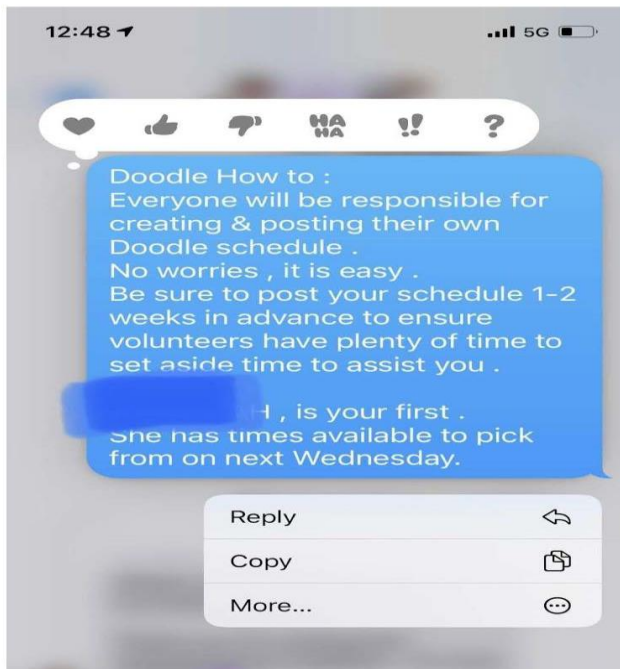 12:48
5G
HA
HA
!!
?
Doodle How to :
Everyone will be responsible for
creating & posting their own
Doodle schedule .
No worries , it is easy .
Be sure to post your schedule 1-2
weeks in advance to ensure
volunteers have plenty of time to
set aside time to assist you .
H , is your first .
She has times available to pick
from on next Wednesday.
Reply
Copy
More...